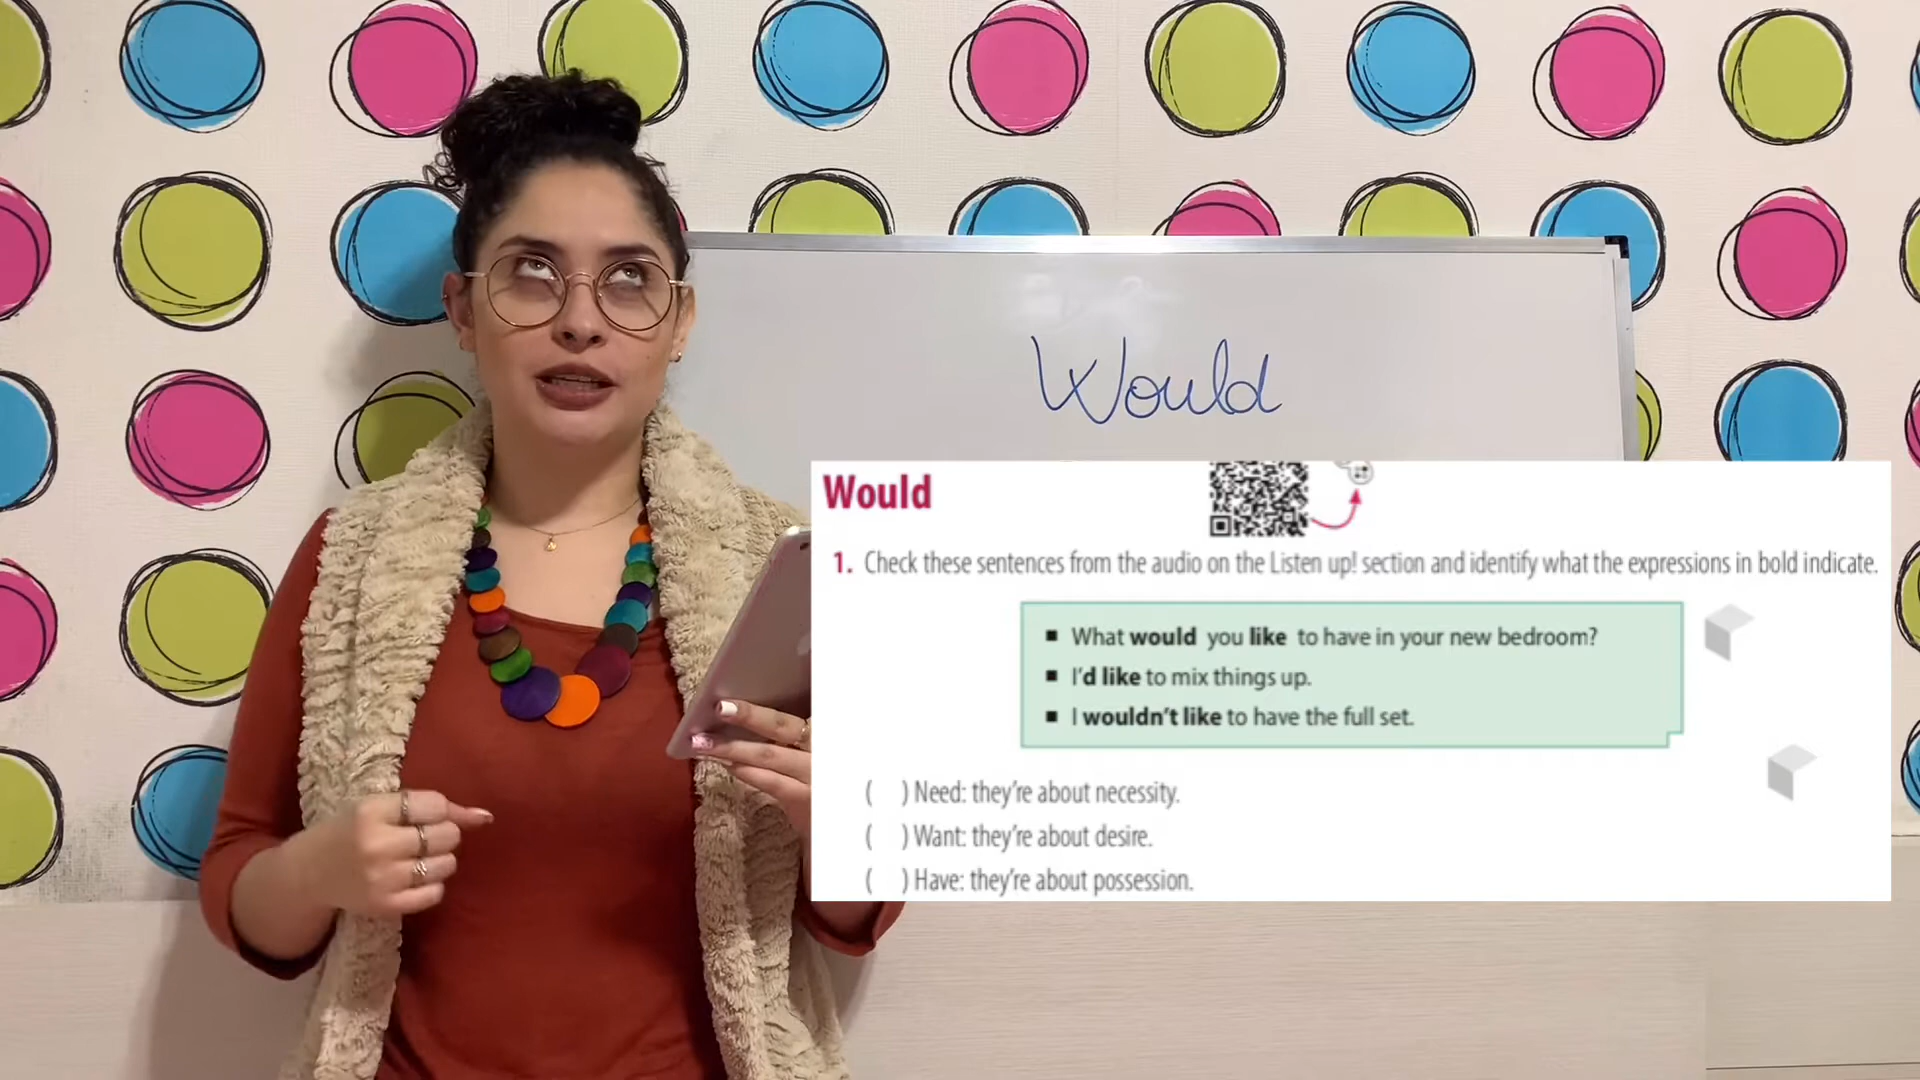 Would
Would
1. Check these sentences from the audio on the Listen up! section and identify what the expressions in bold indicate.
▪ What would you like to have in your new bedroom?
▪ I'd like to mix things up.
▪ I wouldn't like to have the full set.
( ) Need: they're about necessity.
( ) Want: they're about desire.
( ) Have: they're about possession.